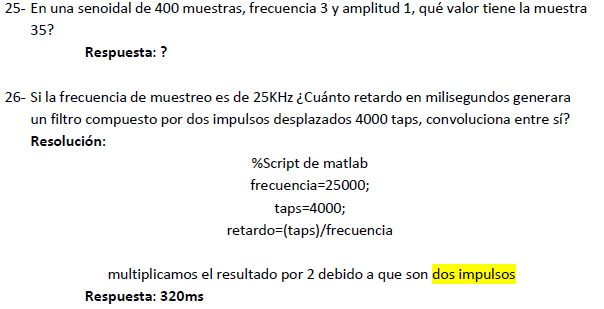 25- En una senoidal de 400 muestras, frecuencia 3 y amplitud 1, qué valor tiene la muestra
35?
Respuesta: ?
26- Si la frecuencia de muestreo es de 25KHz ¿Cuánto retardo en milisegundos generara
un filtro compuesto por dos impulsos desplazados 4000 taps, convoluciona entre sí?
Resolución:
%Script de matlab
frecuencia=25000;
taps=4000;
retardo=(taps)/frecuencia
multiplicamos el resultado por 2 debido a que son dos impulsos
Respuesta: 320ms